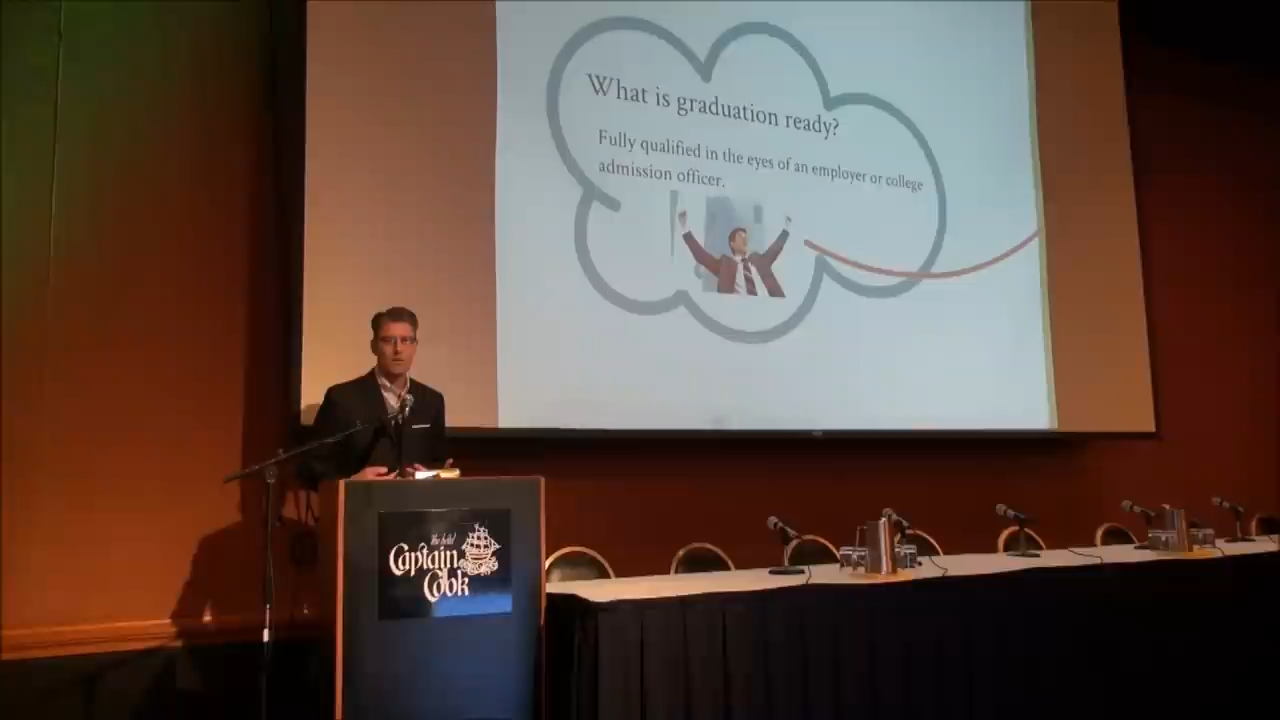 What is graduation ready?
Fully qualified in the eyes of an employer or college
admission officer.
The hotel
Captain
Cook